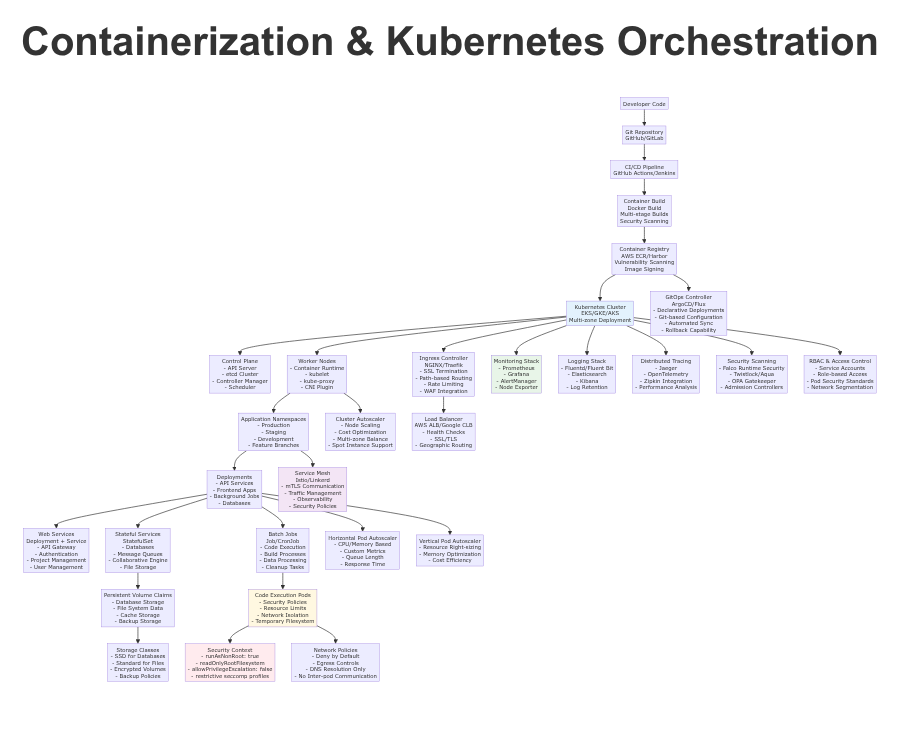 Containerization & Kubernetes Orchestration
Developer Code
Git Repository
GitHub/GitLab
CI/CD Pipeline
GitHub Actions/Jenkins
Container Build
Docker Build
Multi-stage Builds
Security Scanning
Container Registry
AWS ECR/Harbor
Vulnerability Scanning
Image Signing
Kubernetes Cluster
EKS/GKE/AKS
Multi-zone Deployment
GitOps Controller
ArgoCD/Flux
- Declarative Deployments
- Git-based Configuration
- Automated Sync
- Rollback Capability
Control Plane
- API Server
- etcd Cluster
- Controller Manager
- Scheduler
Worker Nodes
- Container Runtime
- kubelet
- kube-proxy
- CNI Plugin
Ingress Controller
NGINX/Traefik
- SSL Termination
- Path-based Routing
- Rate Limiting
- WAF Integration
Monitoring Stack
- Prometheus
- Grafana
- AlertManager
- Node Exporter
Logging Stack
- Fluentd/Fluent Bit
- Elasticsearch
- Kibana
- Log Retention
Distributed Tracing
- Jaeger
- OpenTelemetry
- Zipkin Integration
- Performance Analysis
Security Scanning
- Falco Runtime Security
- Twistlock/Aqua
- OPA Gatekeeper
- Admission Controllers
RBAC & Access Control
- Service Accounts
- Role-based Access
- Pod Security Standards
- Network Segmentation
Application Namespaces
- Production
- Staging
- Development
- Feature Branches
Cluster Autoscaler
- Node Scaling
- Cost Optimization
- Multi-zone Balance
- Spot Instance Support
Load Balancer
AWS ALB/Google CLB
- Health Checks
- SSL/TLS
- Geographic Routing
Deployments
- API Services
- Frontend Apps
- Background Jobs
- Databases
Service Mesh
Istio/Linkerd
- mTLS Communication
- Traffic Management
- Observability
- Security Policies
Web Services
Deployment + Service
- API Gateway
- Authentication
- Project Management
- User Management
Stateful Services
StatefulSet
- Databases
- Message Queues
- Collaborative Engine
- File Storage
Batch Jobs
Job/CronJob
- Code Execution
- Build Processes
- Data Processing
- Cleanup Tasks
Horizontal Pod Autoscaler
- CPU/Memory Based
- Custom Metrics
- Queue Length
- Response Time
Vertical Pod Autoscaler
- Resource Right-sizing
- Memory Optimization
- Cost Efficiency
Persistent Volume Claims
- Database Storage
- File System Data
- Cache Storage
- Backup Storage
Code Execution Pods
- Security Policies
- Resource Limits
- Network Isolation
- Temporary Filesystem
Storage Classes
- SSD for Databases
- Standard for Files
- Encrypted Volumes
- Backup Policies
Security Context
- runAsNonRoot: true
- readOnlyRootFilesystem
- allowPrivilegeEscalation: false
- restrictive seccomp profiles
Network Policies
- Deny by Default
- Egress Controls
- DNS Resolution Only
- No Inter-pod Communication